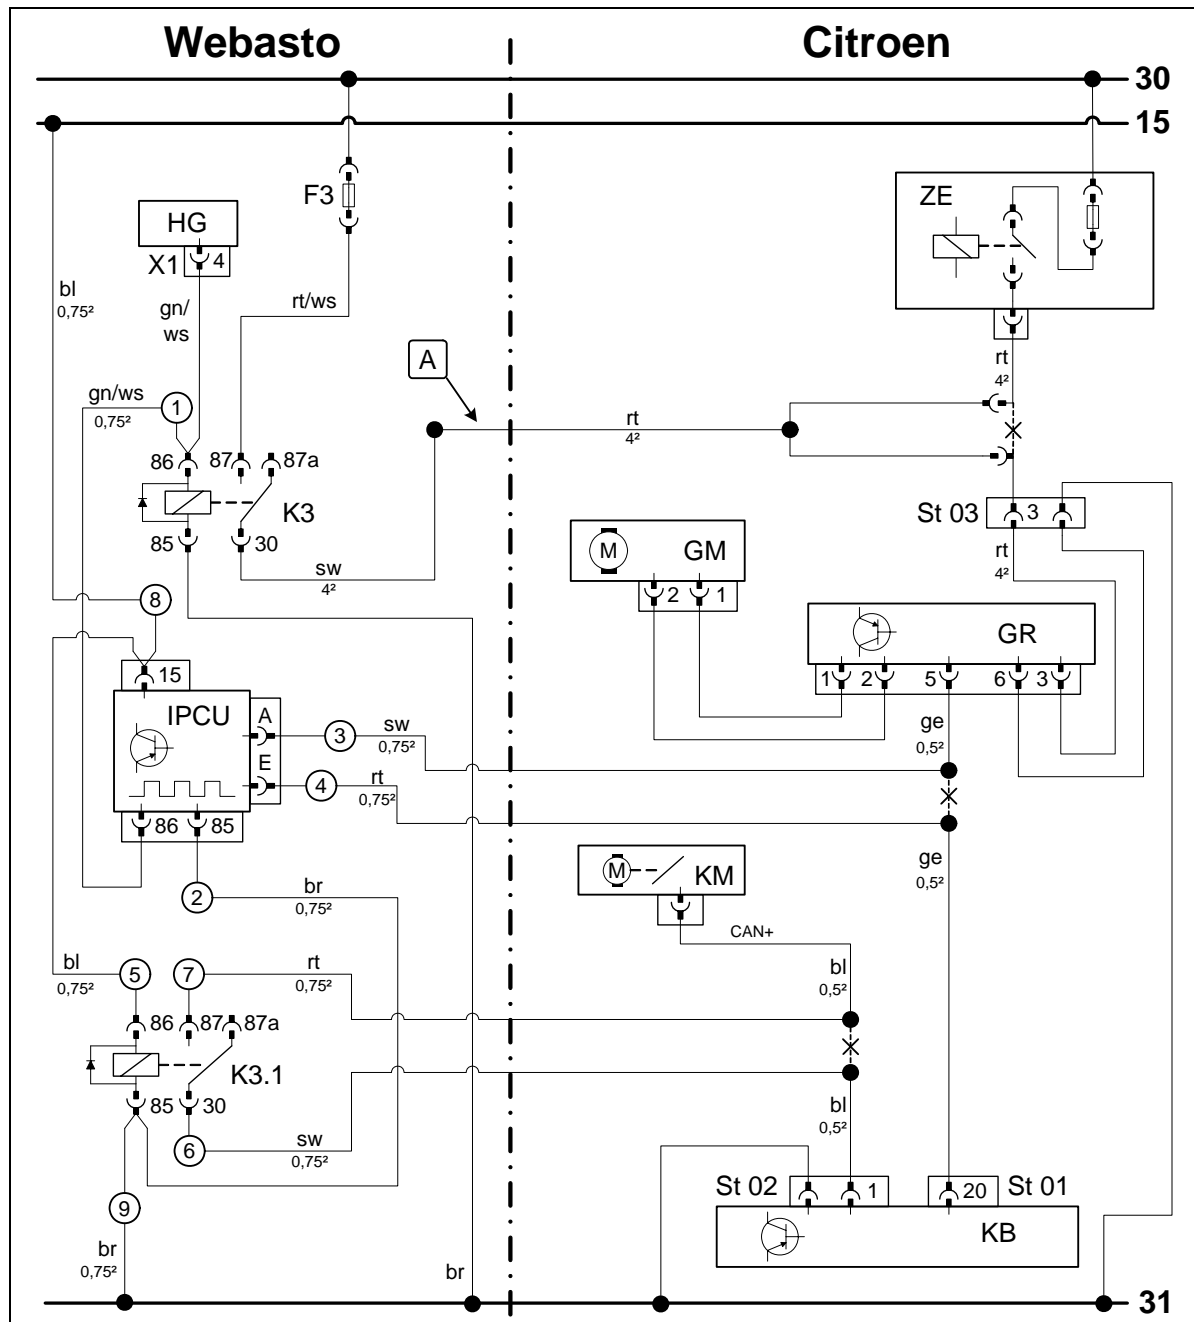 Webasto
Citroen
30
15
F3
ZE
HG
X1
4
bl
0,75²
gn/
ws
rt/ws
A
rt
4²
gn/ws
0,75²
1
rt
4²
86
87
87a
K3
St 03
3
85
30
M
GM
sw
4²
rt
4²
8
2
1
GR
15
1
2
5
6
3
IPCU
A
3
sw
0,75²
ge
0,5²
E
4
rt
0,75²
86
85
M
KM
ge
0,5²
2
br
0,75²
CAN+
bl
0,75²
5
7
rt
0,75²
bl
0,5²
86
87
87a
K3.1
85
30
bl
0,5²
6
sw
0,75²
St 02
1
20
St 01
9
KB
br
0,75²
br
31